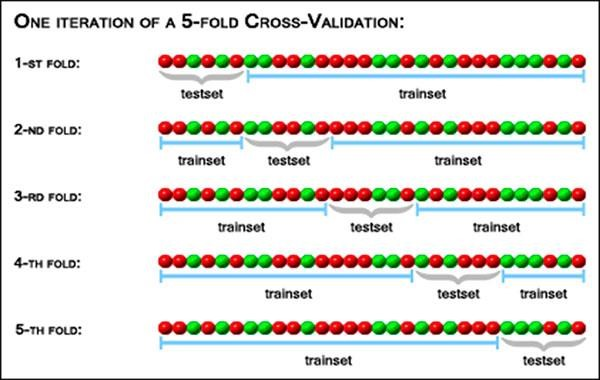 One iteration of a 5-fold Cross-Validation:
1-st fold:
testset trainset
2-nd fold:
trainset testset trainset
3-rd fold:
trainset testset trainset
4-th fold:
trainset testset trainset
5-th fold:
trainset testset